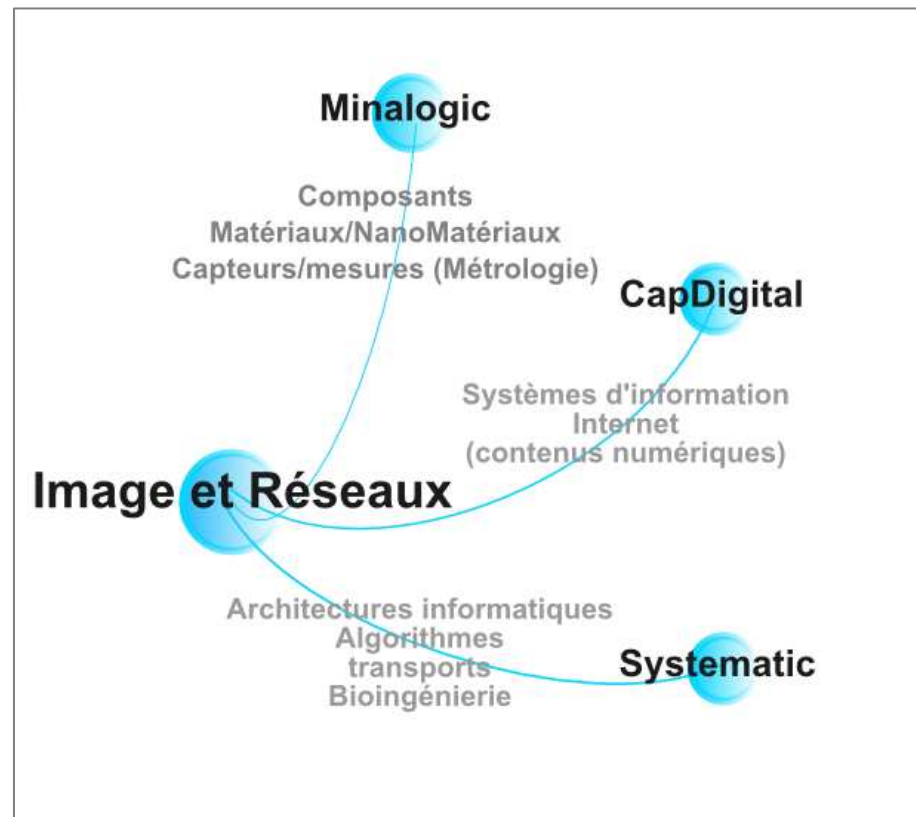 Minalogic
Composants
Matériaux/NanoMatériaux
Capteurs/mesures (Métrologie)
CapDigital
Systèmes d'information
Internet
(contenus numériques)
Image et Réseaux
Architectures informatiques
Algorithmes
transports
Bioingénierie
Systematic